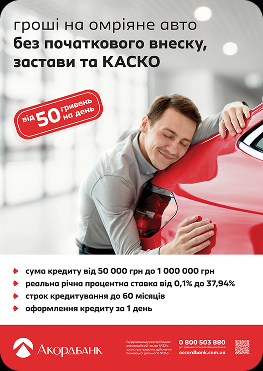 гроші на омріяне авто
без початкового внеску,
застави та КАСКО
від 50 гривень
на день
сума кредиту від 50 000 грн до 1 000 000 грн
реальна річна процентна ставка від 0,1% до 37,94%
строк кредитування до 60 місяців
оформлення кредиту за 1 день
АКОРДБАНК
0 800 503 880
accordbank.com.ua